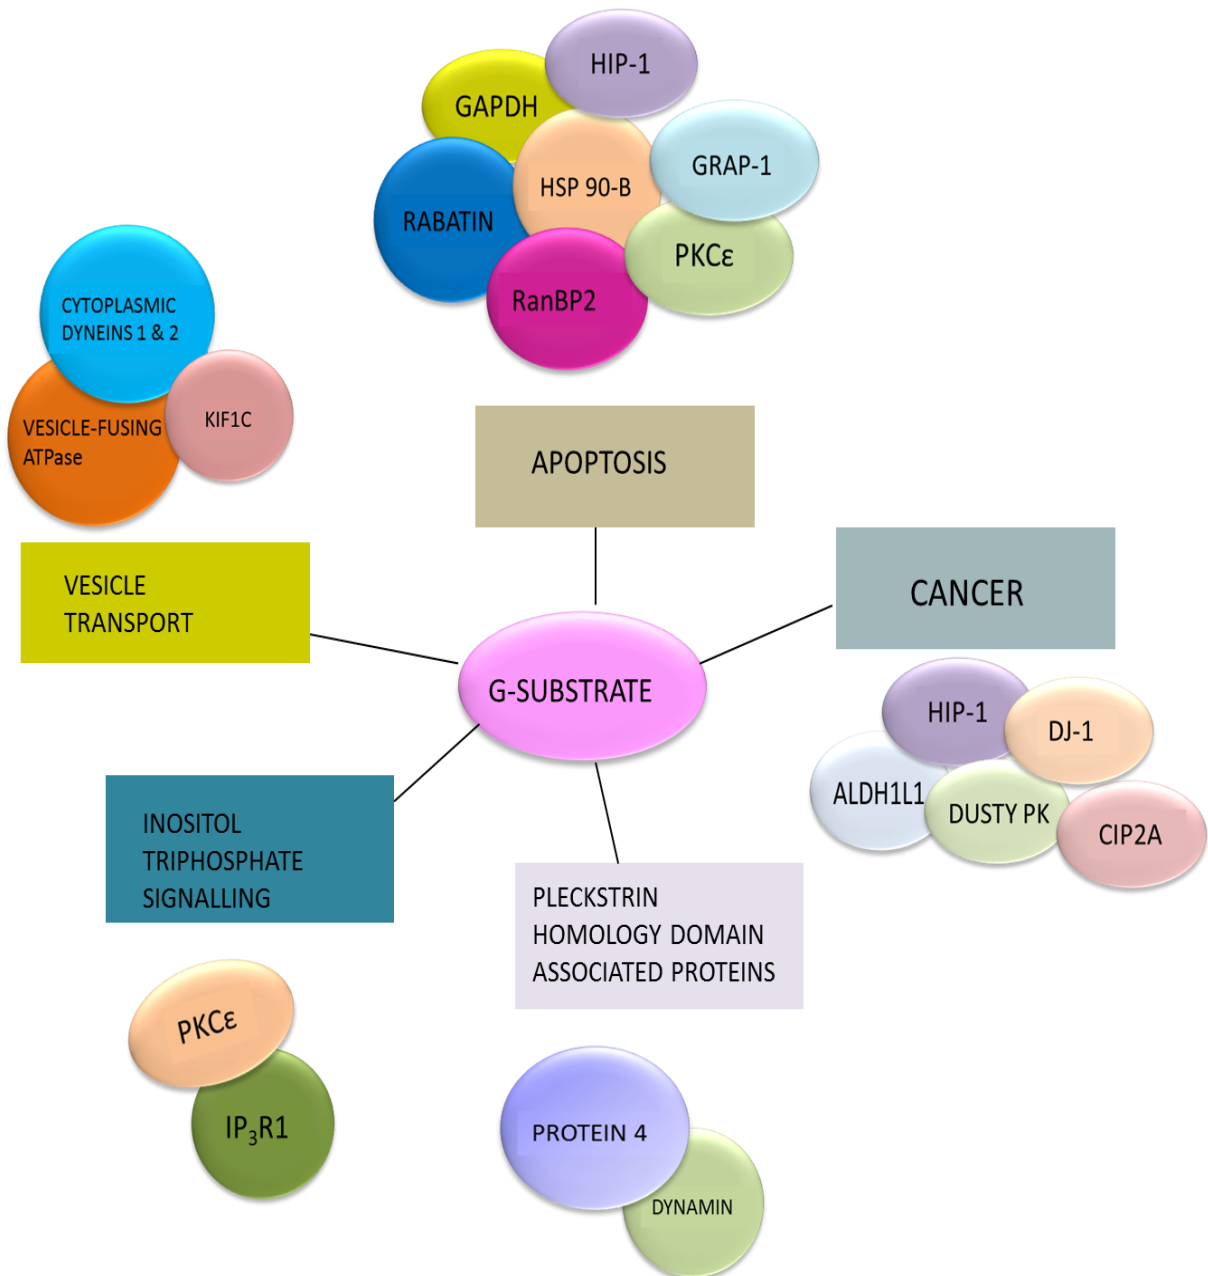 HIP-1
GAPDH
GRAP-1
HSP 90-B
RABATIN
PKCε
RanBP2
CYTOPLASMIC
DYNEINS 1 & 2
KIF1C
VESICLE-FUSING
ATPase
APOPTOSIS
VESICLE
TRANSPORT
CANCER
G-SUBSTRATE
HIP-1
DJ-1
ALDH1L1
DUSTY PK
CIP2A
INOSITOL
TRIPHOSPHATE
SIGNALLING
PLECKSTRIN
HOMOLOGY DOMAIN
ASSOCIATED PROTEINS
PKCε
IP₃R1
PROTEIN 4
DYNAMIN